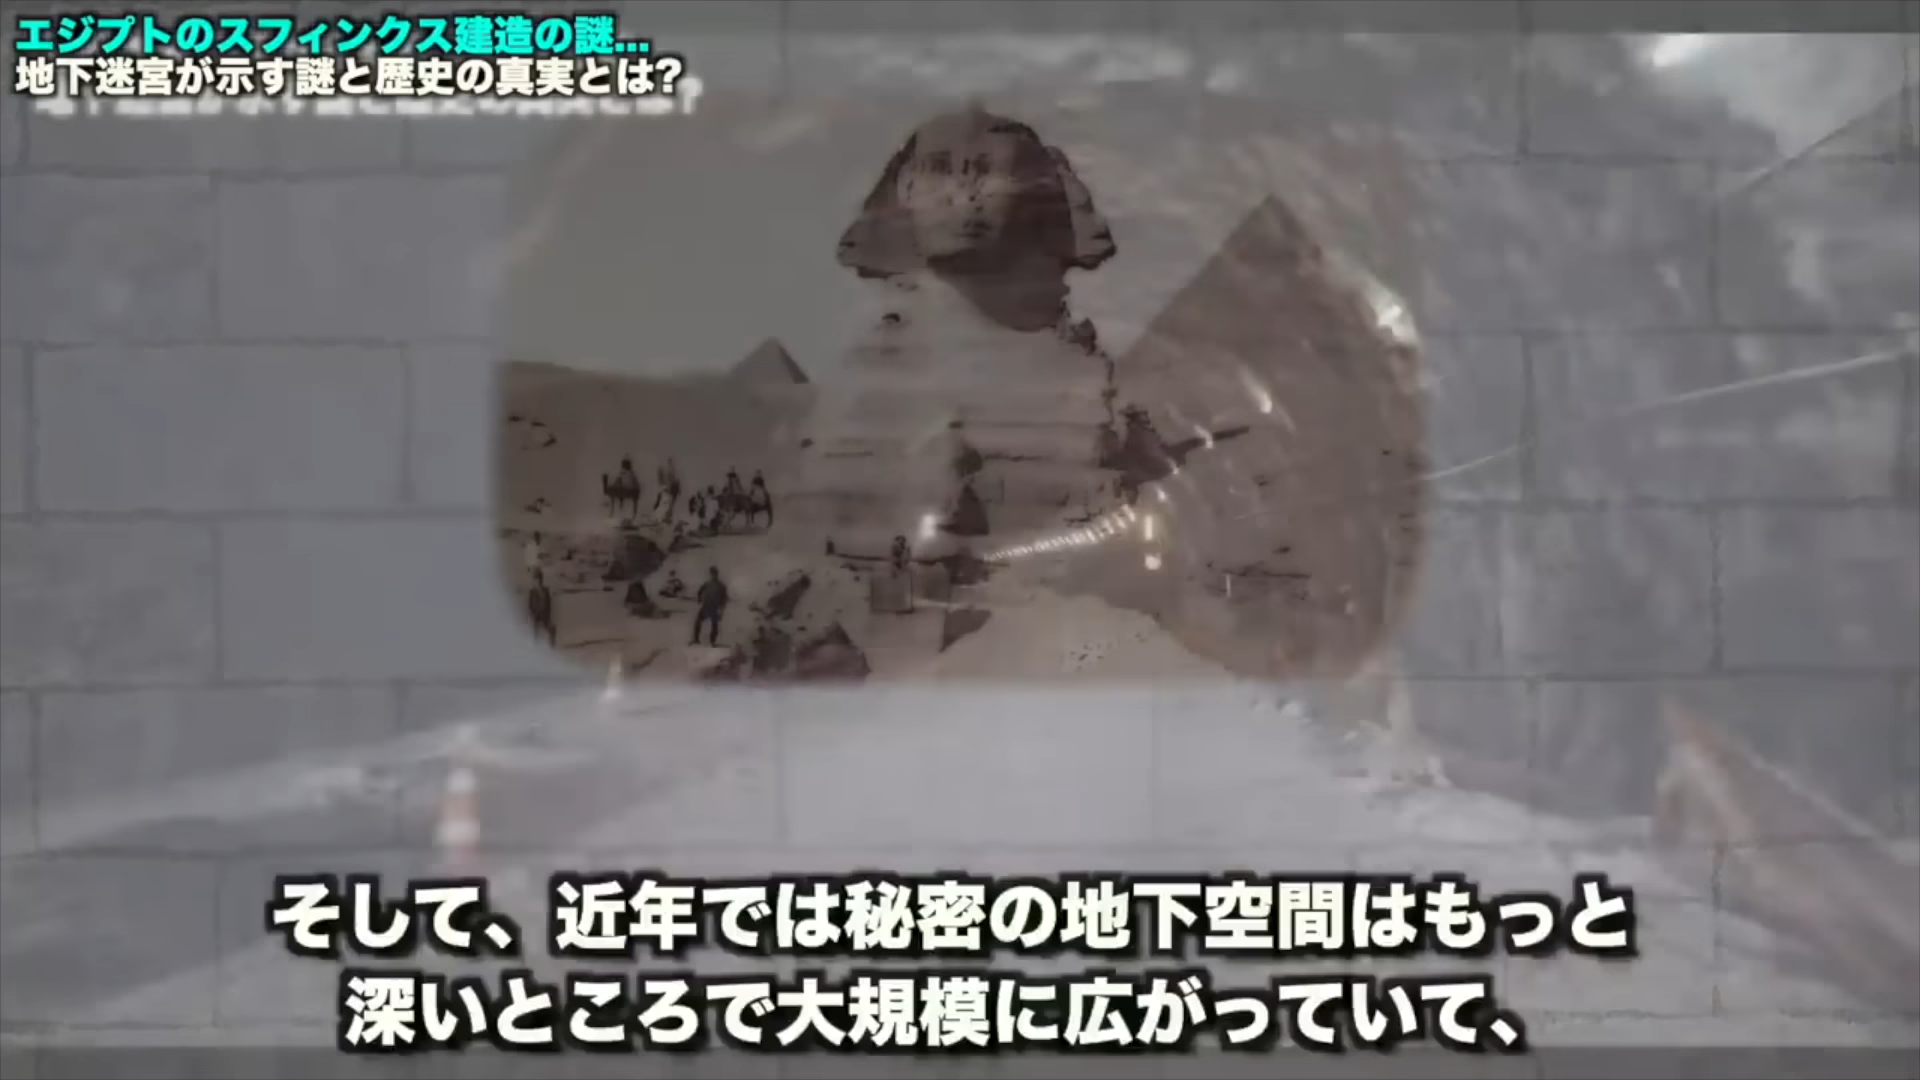 エジプトのスフィンクス建造の謎...
地下迷宮が示す謎と歴史の真実とは?
そして、近年では秘密の地下空間はもっと
深いところで大規模に広がっていて、